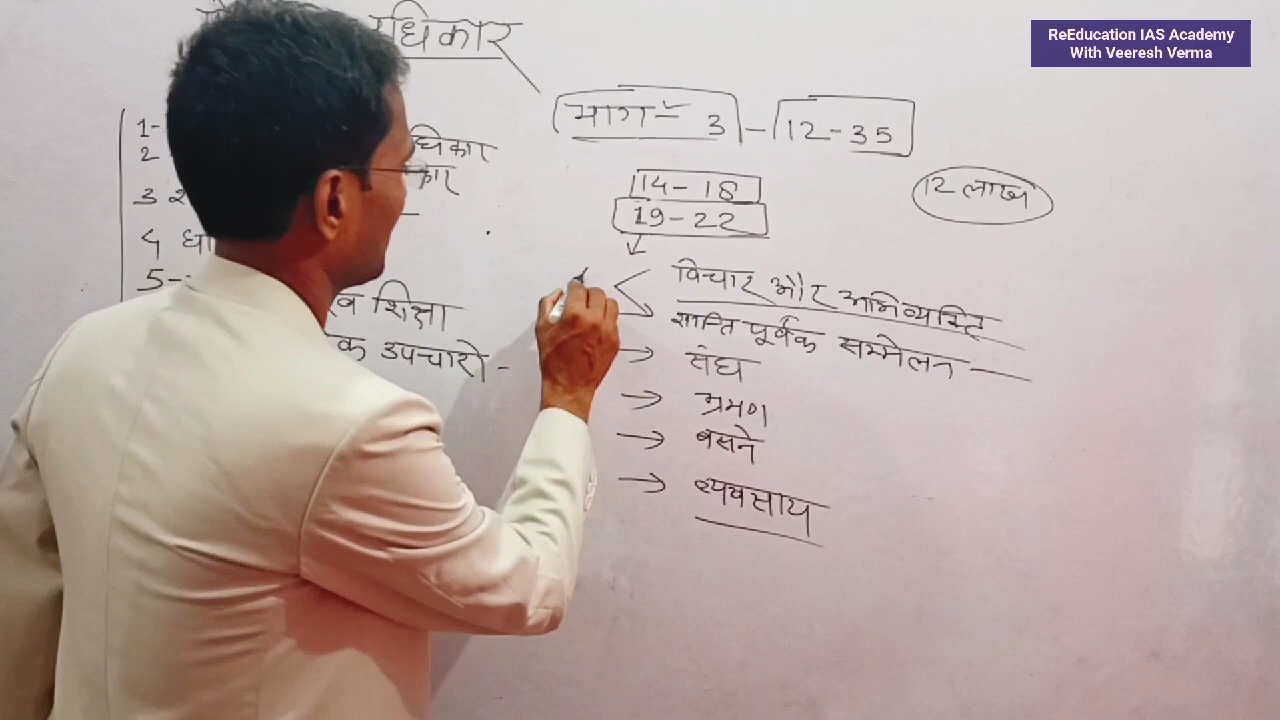 ReEducation IAS Academy
With Veeresh Verma
धिकार
भाग- 3 - 12-35
14-18
19-22
12 लाख
1-
2
धिकार
कार
3
4
5-
व शिक्षा
क उपचारो-
विचार और अभिव्यक्ति
शान्ति पूर्वक सम्मेलन
→ संघ
→ भ्रमण
→ बसने
→ व्यवसाय